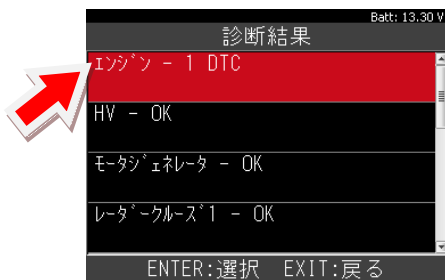 Batt: 13.30 V
診断結果
ｴﾝｼﾞﾝ - 1 DTC
HV - OK
ﾓｰﾀｼﾞｪﾈﾚｰﾀ - OK
ﾚｰﾀﾞｰｸﾙｰｽﾞ1 - OK
ENTER:選択 EXIT:戻る